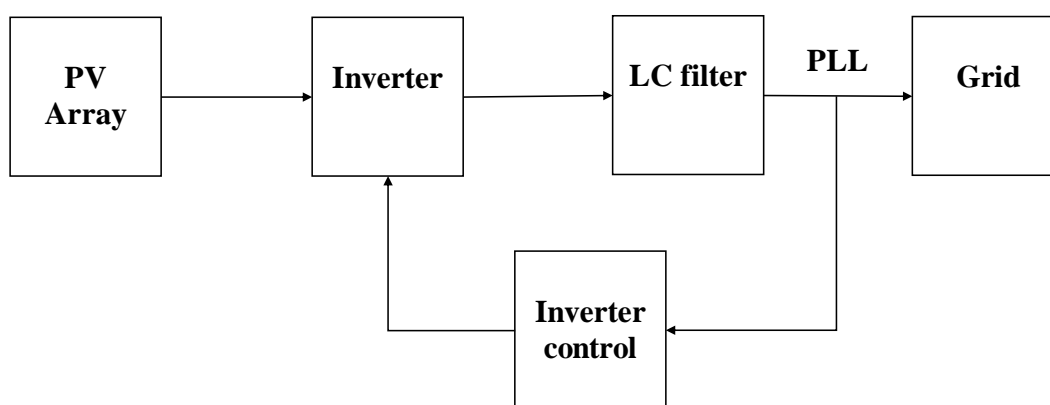 PV
Array
Inverter
LC filter
PLL
Grid
Inverter
control